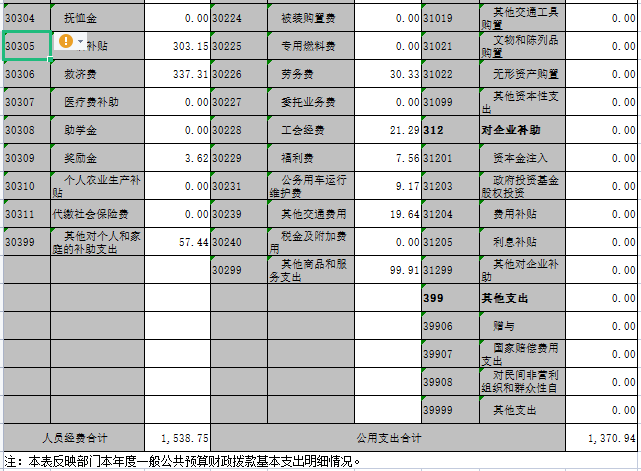 30304 抚恤金 0.00 30224 被装购置费 0.00 31019 其他交通工具购置 0.00
30305 补贴 303.15 30225 专用燃料费 0.00 31021 文物和陈列品购置 0.00
30306 救济费 337.31 30226 劳务费 30.33 31022 无形资产购置 0.00
30307 医疗费补助 0.00 30227 委托业务费 0.00 31099 其他资本性支出 0.00
30308 助学金 0.00 30228 工会经费 21.29 312 对企业补助 0.00
30309 奖励金 3.62 30229 福利费 7.56 31201 资本金注入 0.00
30310 个人农业生产补贴 0.00 30231 公务用车运行维护费 9.17 31203 政府投资基金股权投资 0.00
30311 代缴社会保险费 0.00 30239 其他交通费用 19.64 31204 费用补贴 0.00
30399 其他对个人和家庭的补助支出 57.44 30240 税金及附加费用 0.00 31205 利息补贴 0.00
30299 其他商品和服务支出 99.91 31299 其他对企业补助 0.00
399 其他支出 0.00
39906 赠与 0.00
39907 国家赔偿费用支出 0.00
39908 对民间非营利组织和群众性自 0.00
39999 其他支出 0.00
人员经费合计 1,538.75 公用支出合计 1,370.94
注：本表反映部门本年度一般公共预算财政拨款基本支出明细情况。